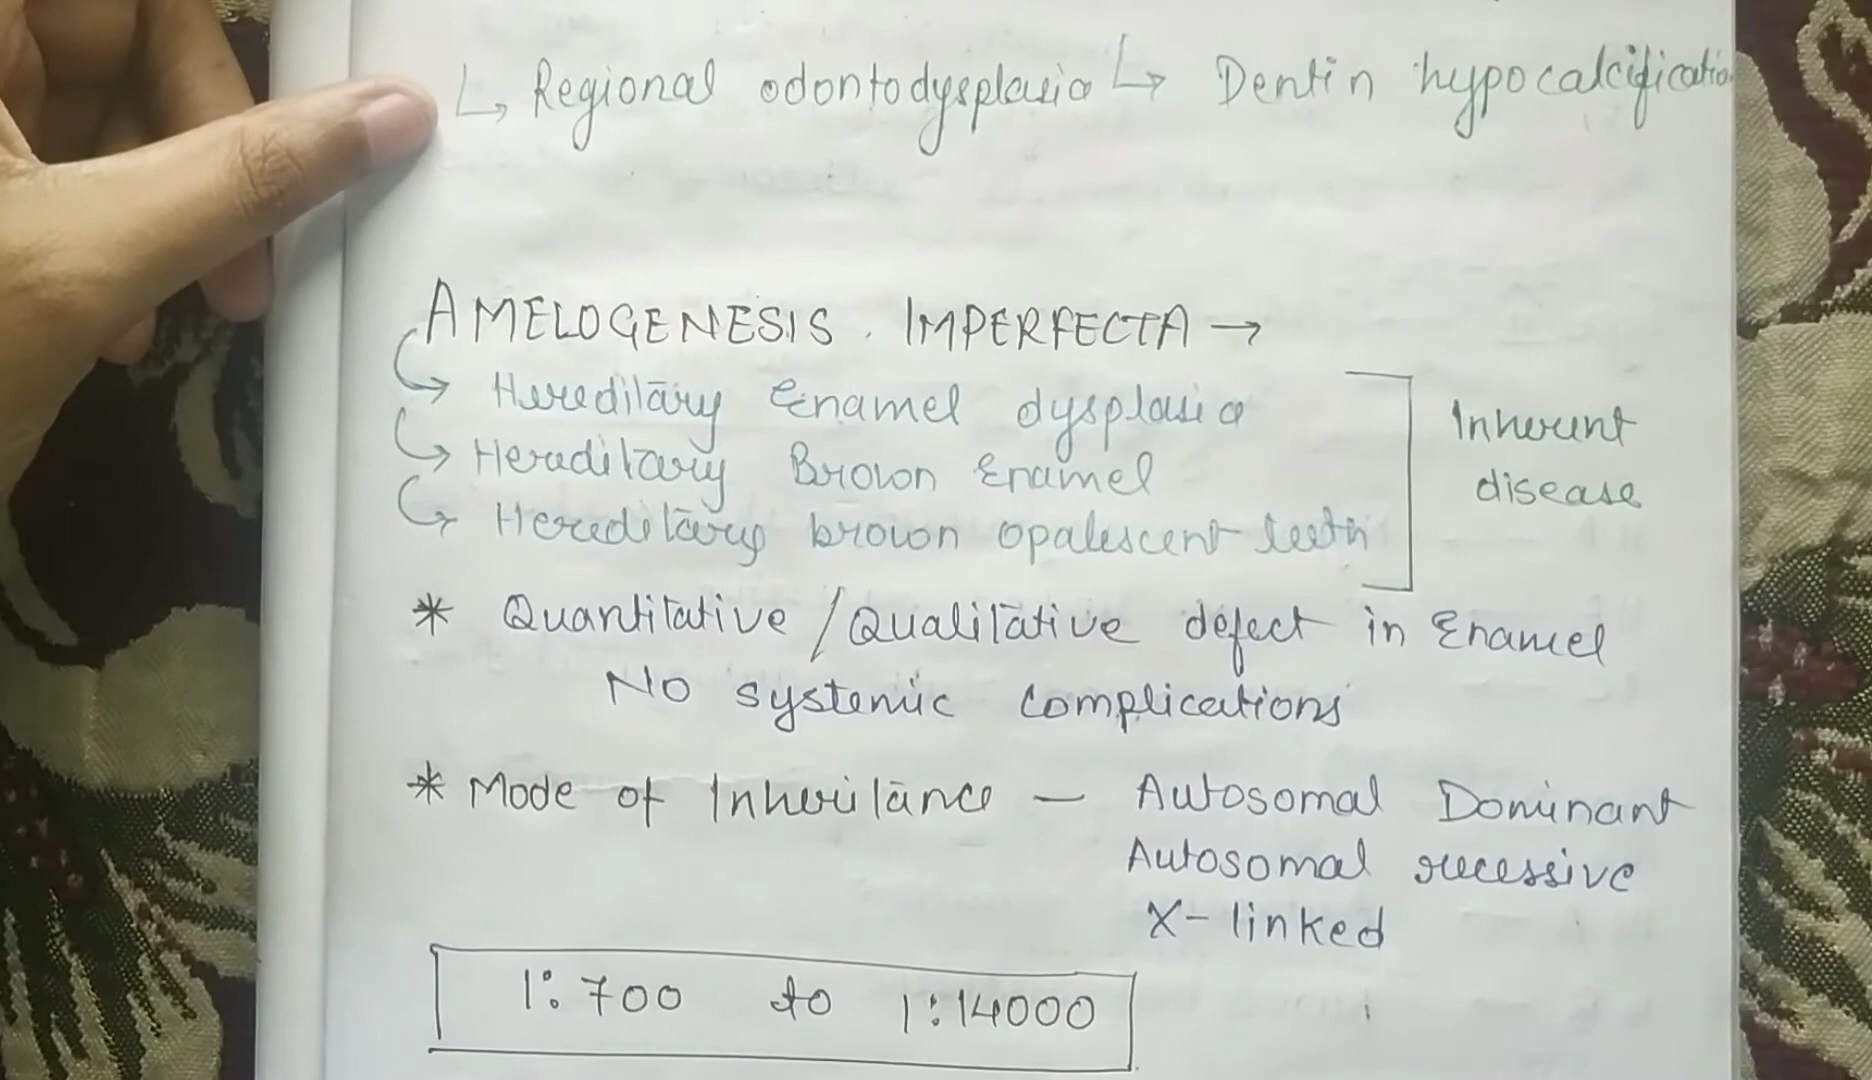 ↳ Regional odontodysplasia ↳ Dentin hypocalcificatio
AMELOGENESIS IMPERFECTA →
↳ Hereditary Enamel dysplasia
↳ Hereditary Brown Enamel
↳ Hereditary brown opalescent teeth
Inherent
disease
* Quantitative / Qualitative defect in Enamel
No systemic complications
* Mode of Inheritance — Autosomal Dominant
Autosomal recessive
X-linked
1:700 to 1:14000